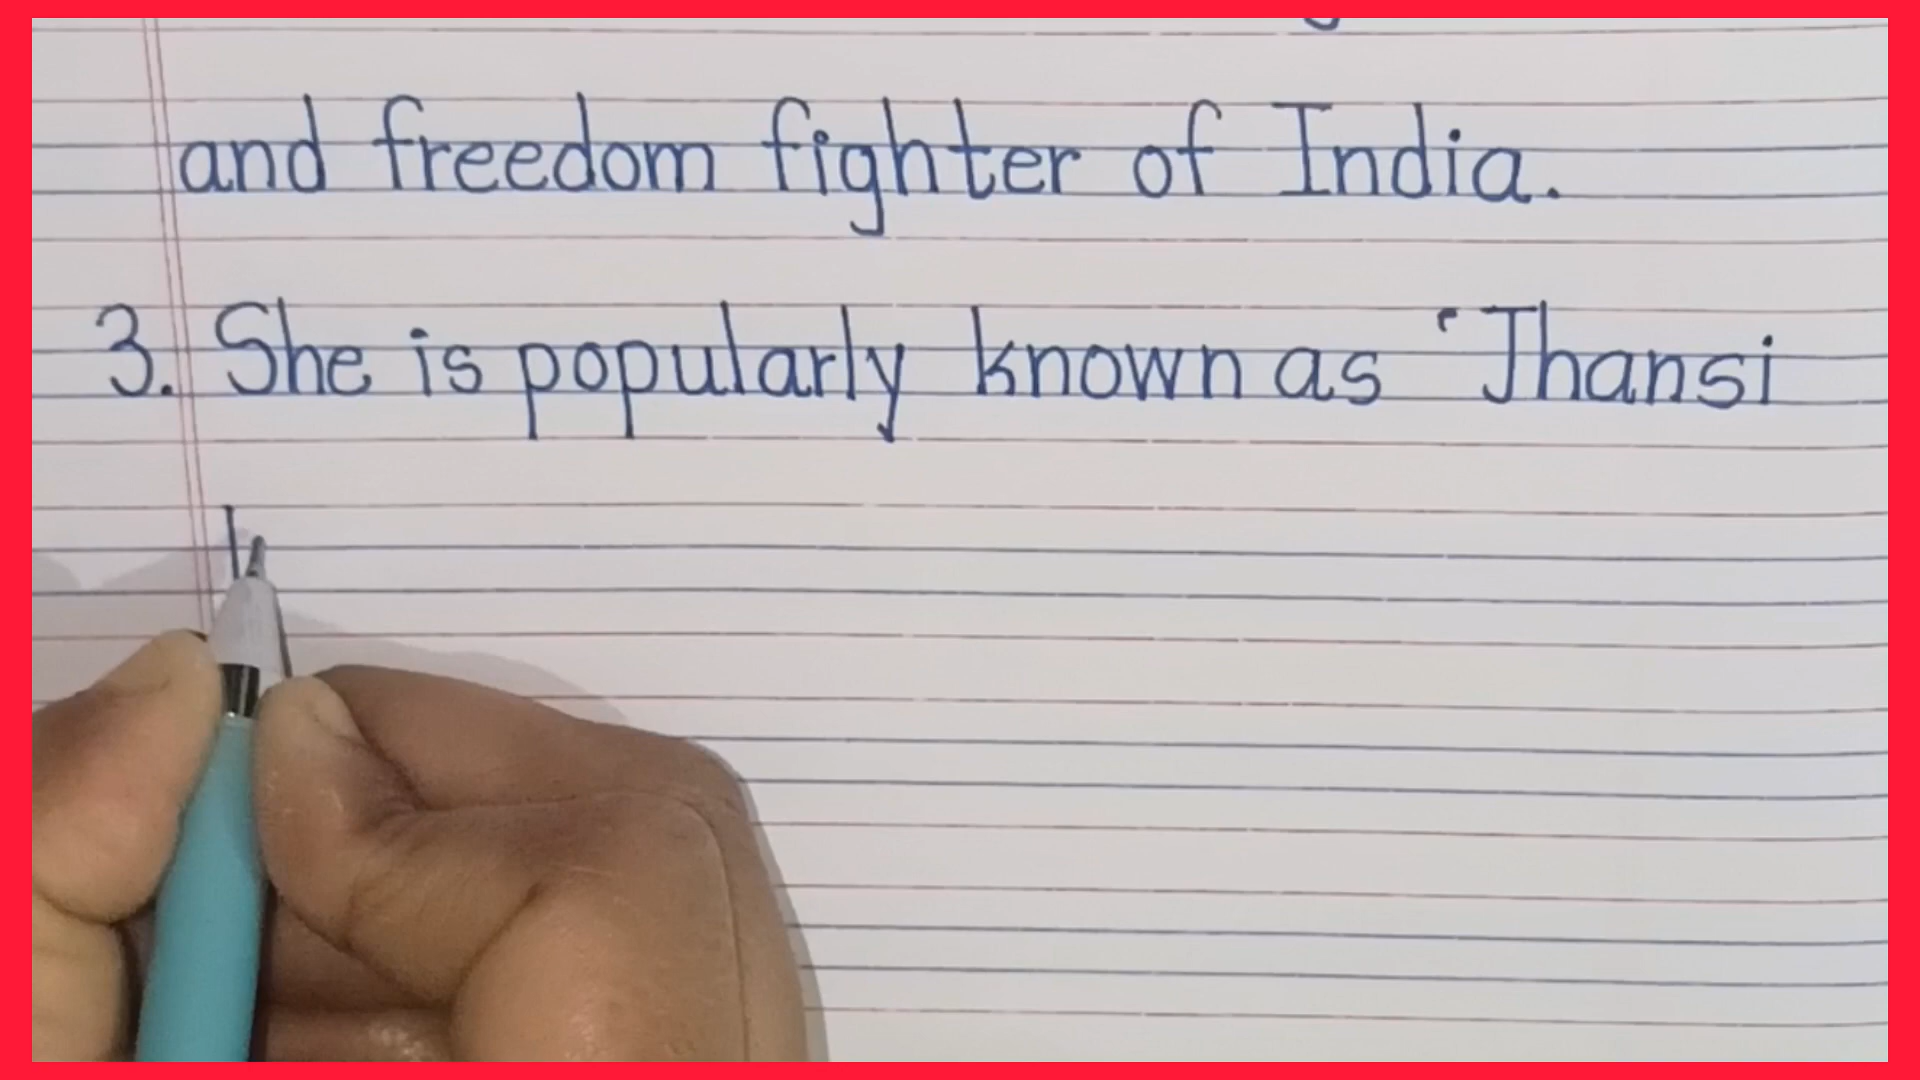 and freedom fighter of India.
3. She is popularly known as 'Jhansi